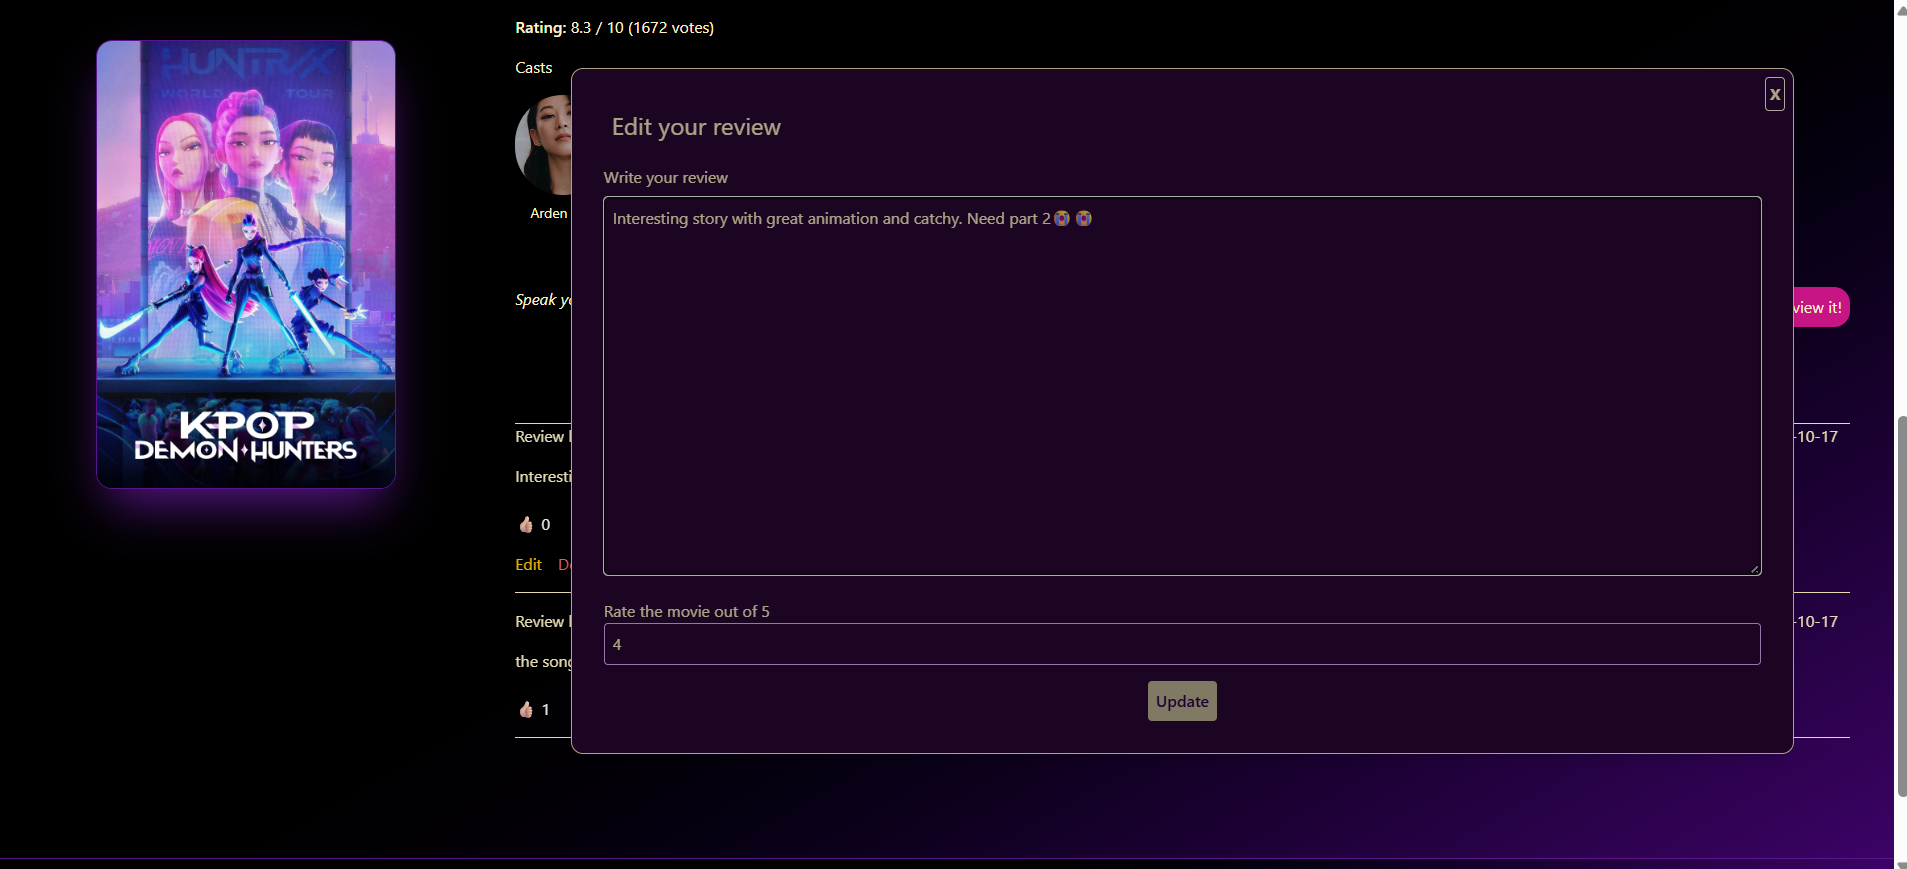 HUNTR/X
WORLD TOUR
K-POP
DEMON HUNTERS
Rating: 8.3 / 10 (1672 votes)
Casts
Arden
Speak
view it!
Review
-10-17
Interesti
👍🏻 0
Edit
Review
-10-17
the song
👍🏻 1
X
Edit your review
Write your review
Interesting story with great animation and catchy. Need part 2😭 😭
Rate the movie out of 5
4
Update